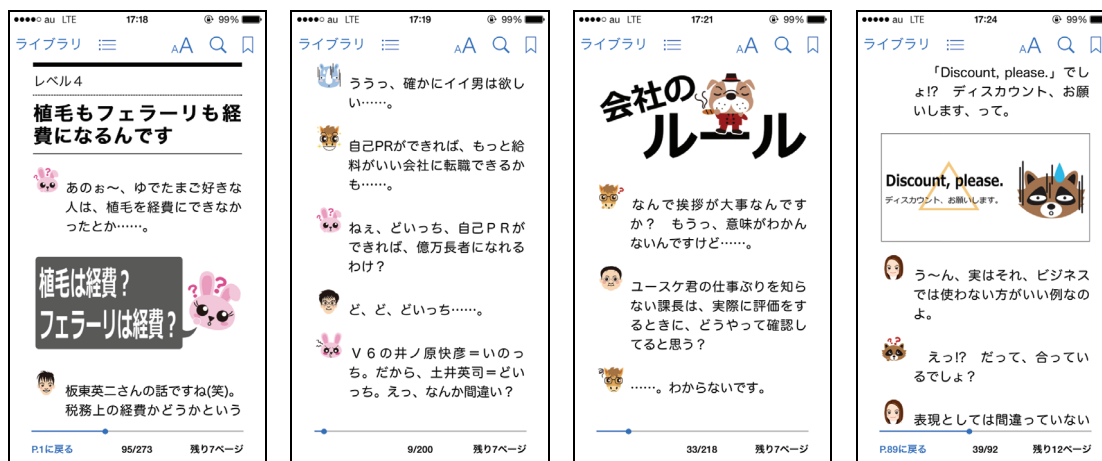 ●●●●○ au LTE 17:18 99%
ライブラリ AA
レベル4
植毛もフェラーリも経
費になるんです
あのぉ〜、ゆでたまご好きな
人は、植毛を経費にできなか
ったとか……。
植毛は経費?
フェラーリは経費?
板東英二さんの話ですね(笑)。
税務上の経費かどうかという
P.1に戻る 95/273 残り7ページ
●●●●○ au LTE 17:19 99%
ライブラリ AA
ううっ、確かにイイ男は欲し
い……。
自己PRができれば、もっと給
料がいい会社に転職できるか
も……。
ねぇ、どいっち、自己ＰＲが
できれば、億万長者になれる
わけ?
ど、ど、どいっち……。
Ｖ６の井ノ原快彦＝いのっ
ち。だから、土井英司＝どい
っち。えっ、なんか間違い?
9/200 残り7ページ
●●●●○ au LTE 17:21 99%
ライブラリ AA
会社の
ルール
なんで挨拶が大事なんです
か?　もうっ、意味がわかん
ないんですけど……。
ユースケ君の仕事ぶりを知ら
ない課長は、実際に評価をす
るときに、どうやって確認し
てると思う?
……。わからないです。
33/218 残り7ページ
●●●●● au LTE 17:24 99%
ライブラリ AA
「Discount, please.」でし
ょ!?　ディスカウント、お願
いします、って。
Discount, please.
ディスカウント、お願いします。
う〜ん、実はそれ、ビジネス
では使わない方がいい例なの
よ。
えっ!?　だって、合ってい
るでしょ?
表現としては間違っていない
P.89に戻る 39/92 残り12ページ